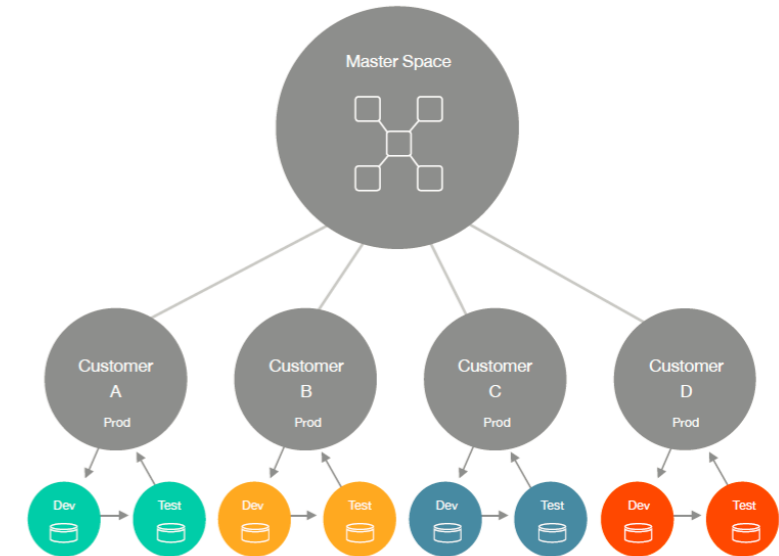 Master Space
Customer
A
Prod
Customer
B
Prod
Customer
C
Prod
Customer
D
Prod
Dev
Test
Dev
Test
Dev
Test
Dev
Test